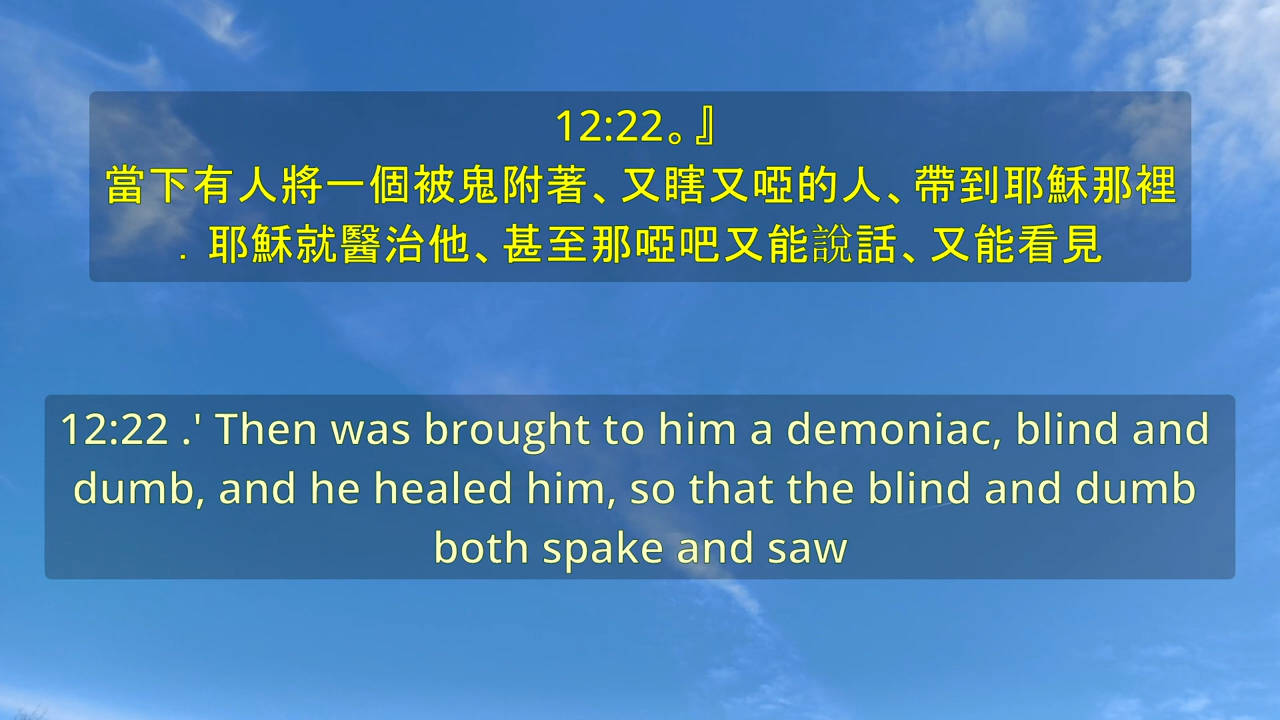 12:22。』
當下有人將一個被鬼附著、又瞎又啞的人、帶到耶穌那裡
．耶穌就醫治他、甚至那啞吧又能說話、又能看見
12:22 .' Then was brought to him a demoniac, blind and
dumb, and he healed him, so that the blind and dumb
both spake and saw